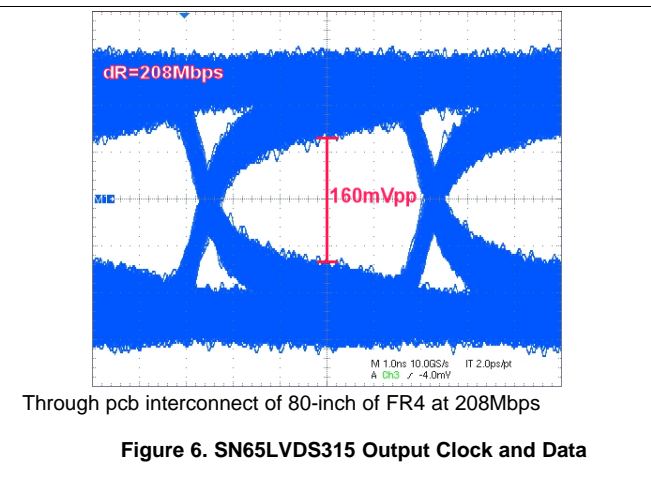 dR=208Mbps
160mVpp
M 1.0ns 10.0GS/s IT 2.0ps/pt
A Ch3 -4.0mV
Through pcb interconnect of 80-inch of FR4 at 208Mbps
Figure 6. SN65LVDS315 Output Clock and Data